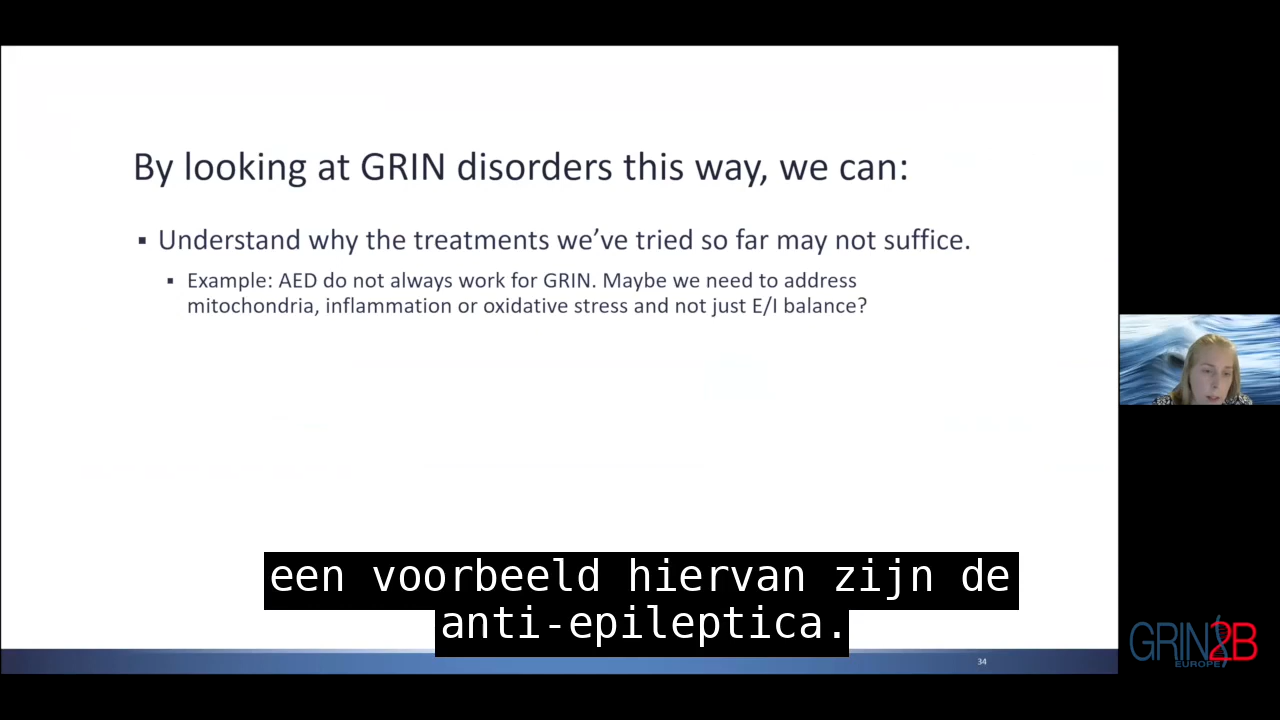 By looking at GRIN disorders this way, we can:
▪ Understand why the treatments we’ve tried so far may not suffice.
▪ Example: AED do not always work for GRIN. Maybe we need to address
mitochondria, inflammation or oxidative stress and not just E/I balance?
een voorbeeld hiervan zijn de
anti-epileptica.
34
GRIN2B
EUROPE